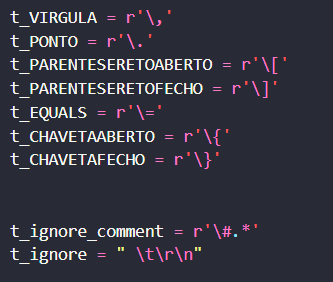 t_VIRGULA = r'\,'
t_PONTO = r'\.'
t_PARENTESERETOABERTO = r'\['
t_PARENTESERETOFECHO = r'\]'
t_EQUALS = r'\='
t_CHAVETAABERTO = r'\{'
t_CHAVETAFECHO = r'\}'
t_ignore_comment = r'\#.*'
t_ignore = " \t\r\n"